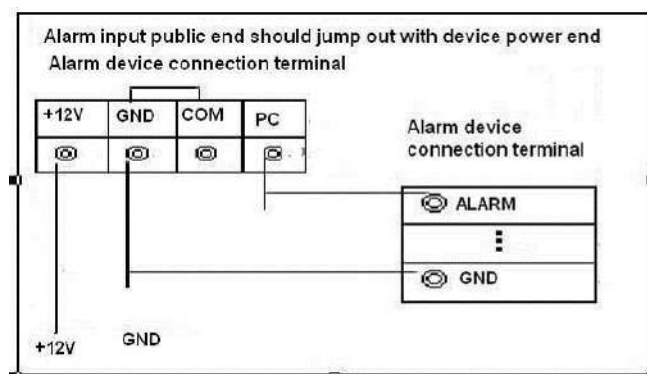 Alarm input public end should jump out with device power end
Alarm device connection terminal
+12V GND COM PC
Alarm device
connection terminal
ALARM
GND
+12V GND